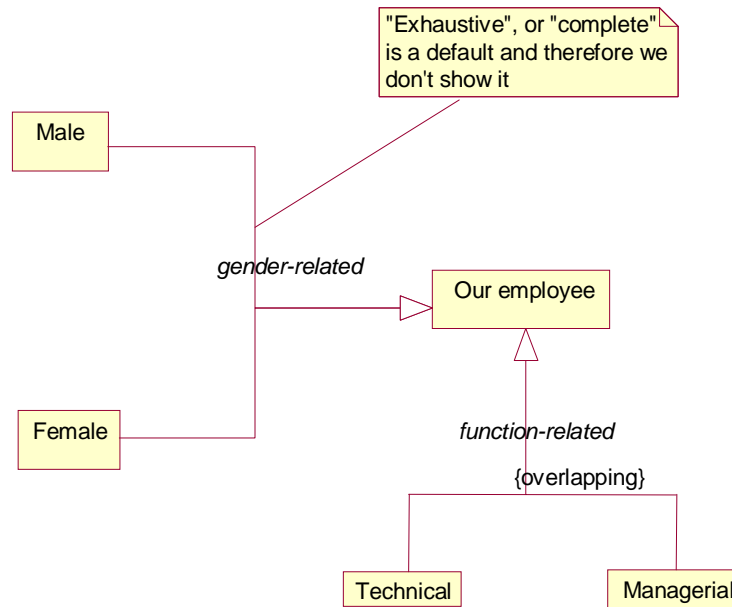 "Exhaustive", or "complete"
is a default and therefore we
don't show it
Male
gender-related
Our employee
Female
function-related
{overlapping}
Technical
Managerial